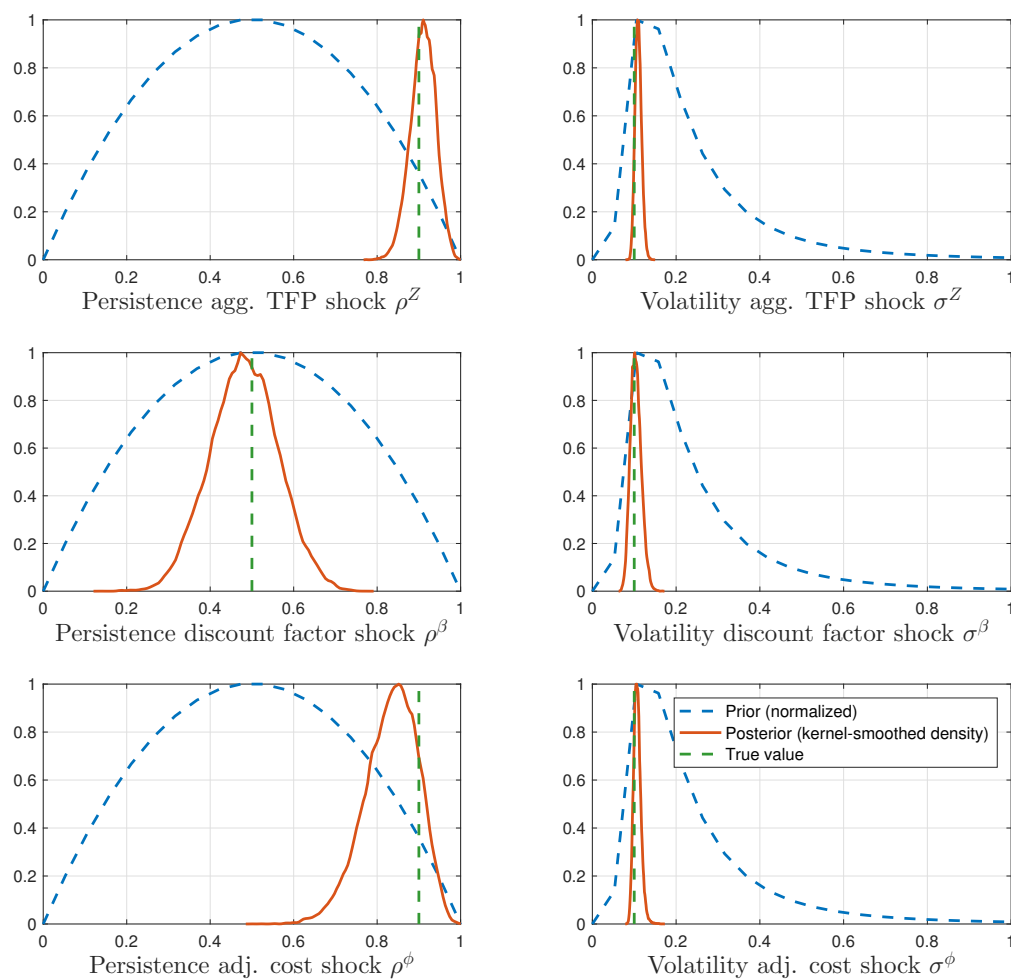 1
0.8
0.6
0.4
0.2
0
0 0.2 0.4 0.6 0.8 1
Persistence agg. TFP shock ρ^Z
1
0.8
0.6
0.4
0.2
0
0 0.2 0.4 0.6 0.8 1
Volatility agg. TFP shock σ^Z
1
0.8
0.6
0.4
0.2
0
0 0.2 0.4 0.6 0.8 1
Persistence discount factor shock ρ^β
1
0.8
0.6
0.4
0.2
0
0 0.2 0.4 0.6 0.8 1
Volatility discount factor shock σ^β
1
0.8
0.6
0.4
0.2
0
0 0.2 0.4 0.6 0.8 1
Persistence adj. cost shock ρ^ϕ
1
0.8
0.6
0.4
0.2
0
0 0.2 0.4 0.6 0.8 1
Prior (normalized)
Posterior (kernel-smoothed density)
True value
Volatility adj. cost shock σ^ϕ